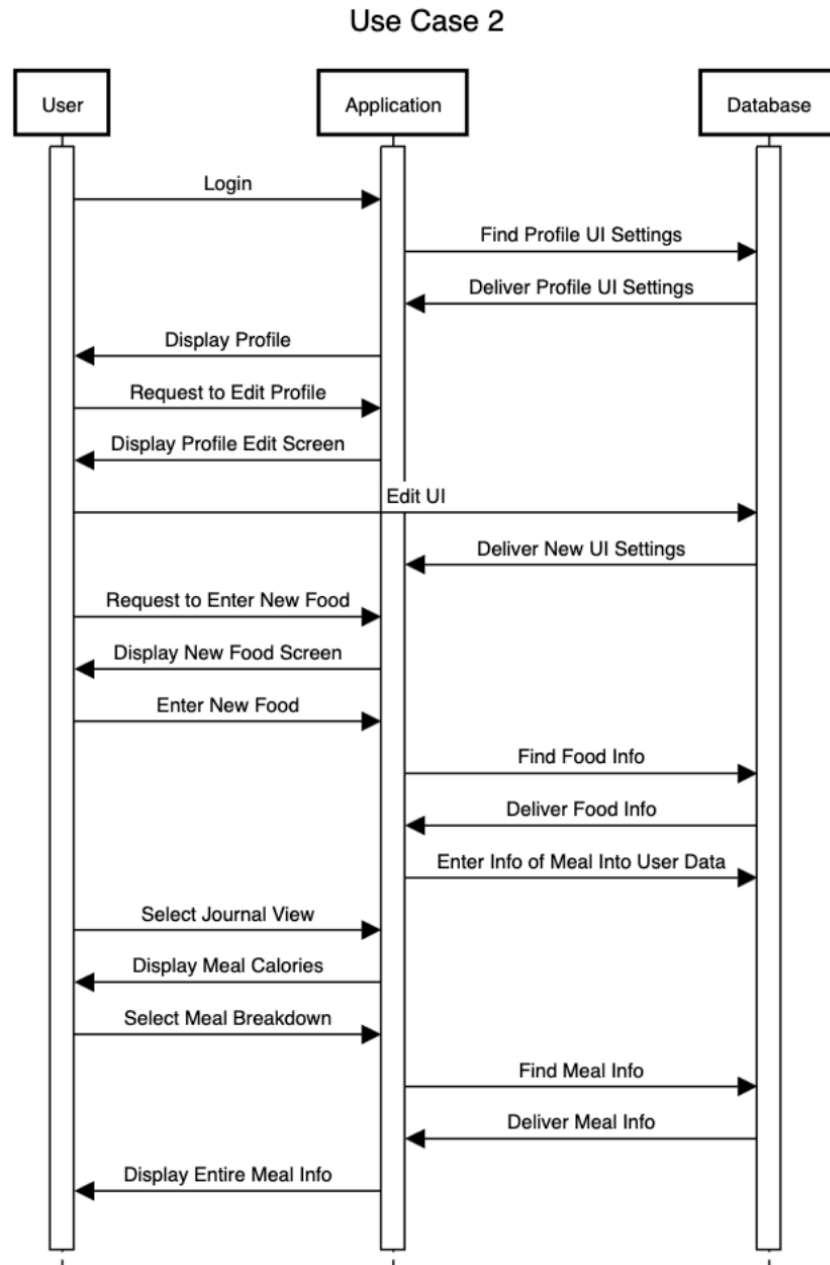 Use Case 2
User
Application
Database
Login
Find Profile UI Settings
Deliver Profile UI Settings
Display Profile
Request to Edit Profile
Display Profile Edit Screen
Edit UI
Deliver New UI Settings
Request to Enter New Food
Display New Food Screen
Enter New Food
Find Food Info
Deliver Food Info
Enter Info of Meal Into User Data
Select Journal View
Display Meal Calories
Select Meal Breakdown
Find Meal Info
Deliver Meal Info
Display Entire Meal Info